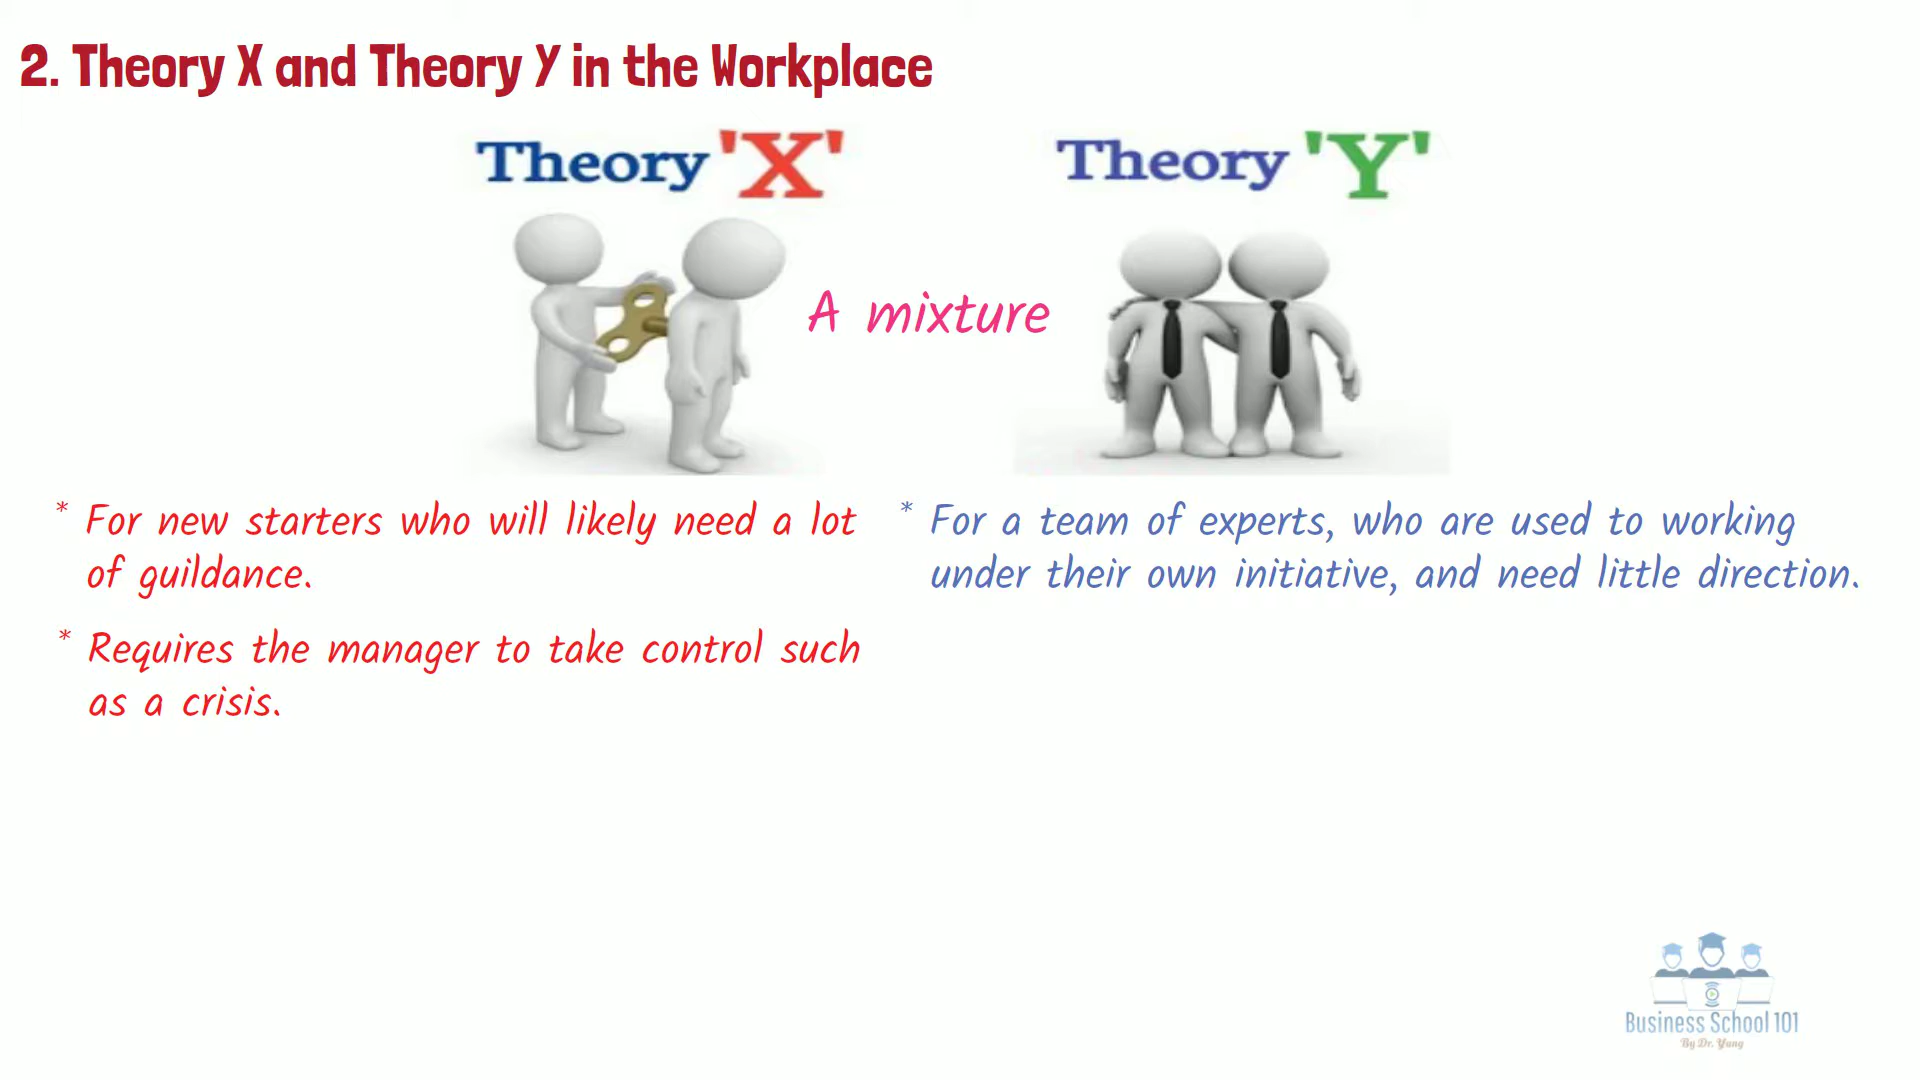 2. Theory X and Theory Y in the Workplace
Theory 'X'
Theory 'Y'
A mixture
* For new starters who will likely need a lot
of guildance.
* Requires the manager to take control such
as a crisis.
* For a team of experts, who are used to working
under their own initiative, and need little direction.
Business School 101
By Dr. Yang